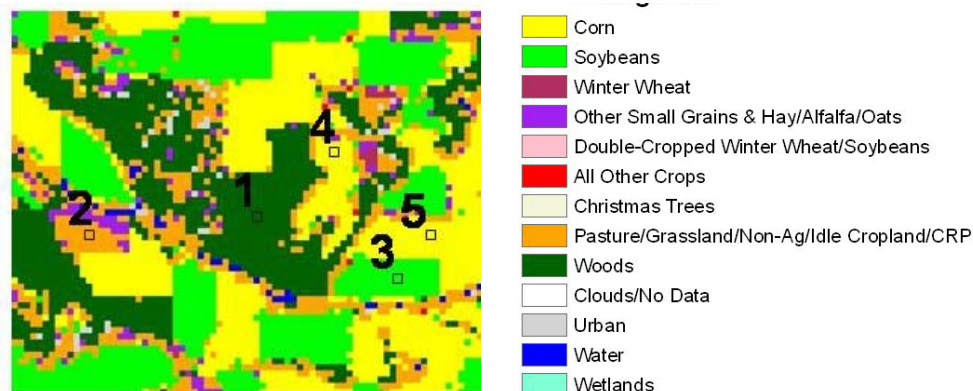 Corn
Soybeans
Winter Wheat
Other Small Grains & Hay/Alfalfa/Oats
Double-Cropped Winter Wheat/Soybeans
All Other Crops
Christmas Trees
Pasture/Grassland/Non-Ag/Idle Cropland/CRP
Woods
Clouds/No Data
Urban
Water
Wetlands
4
1
2
5
3